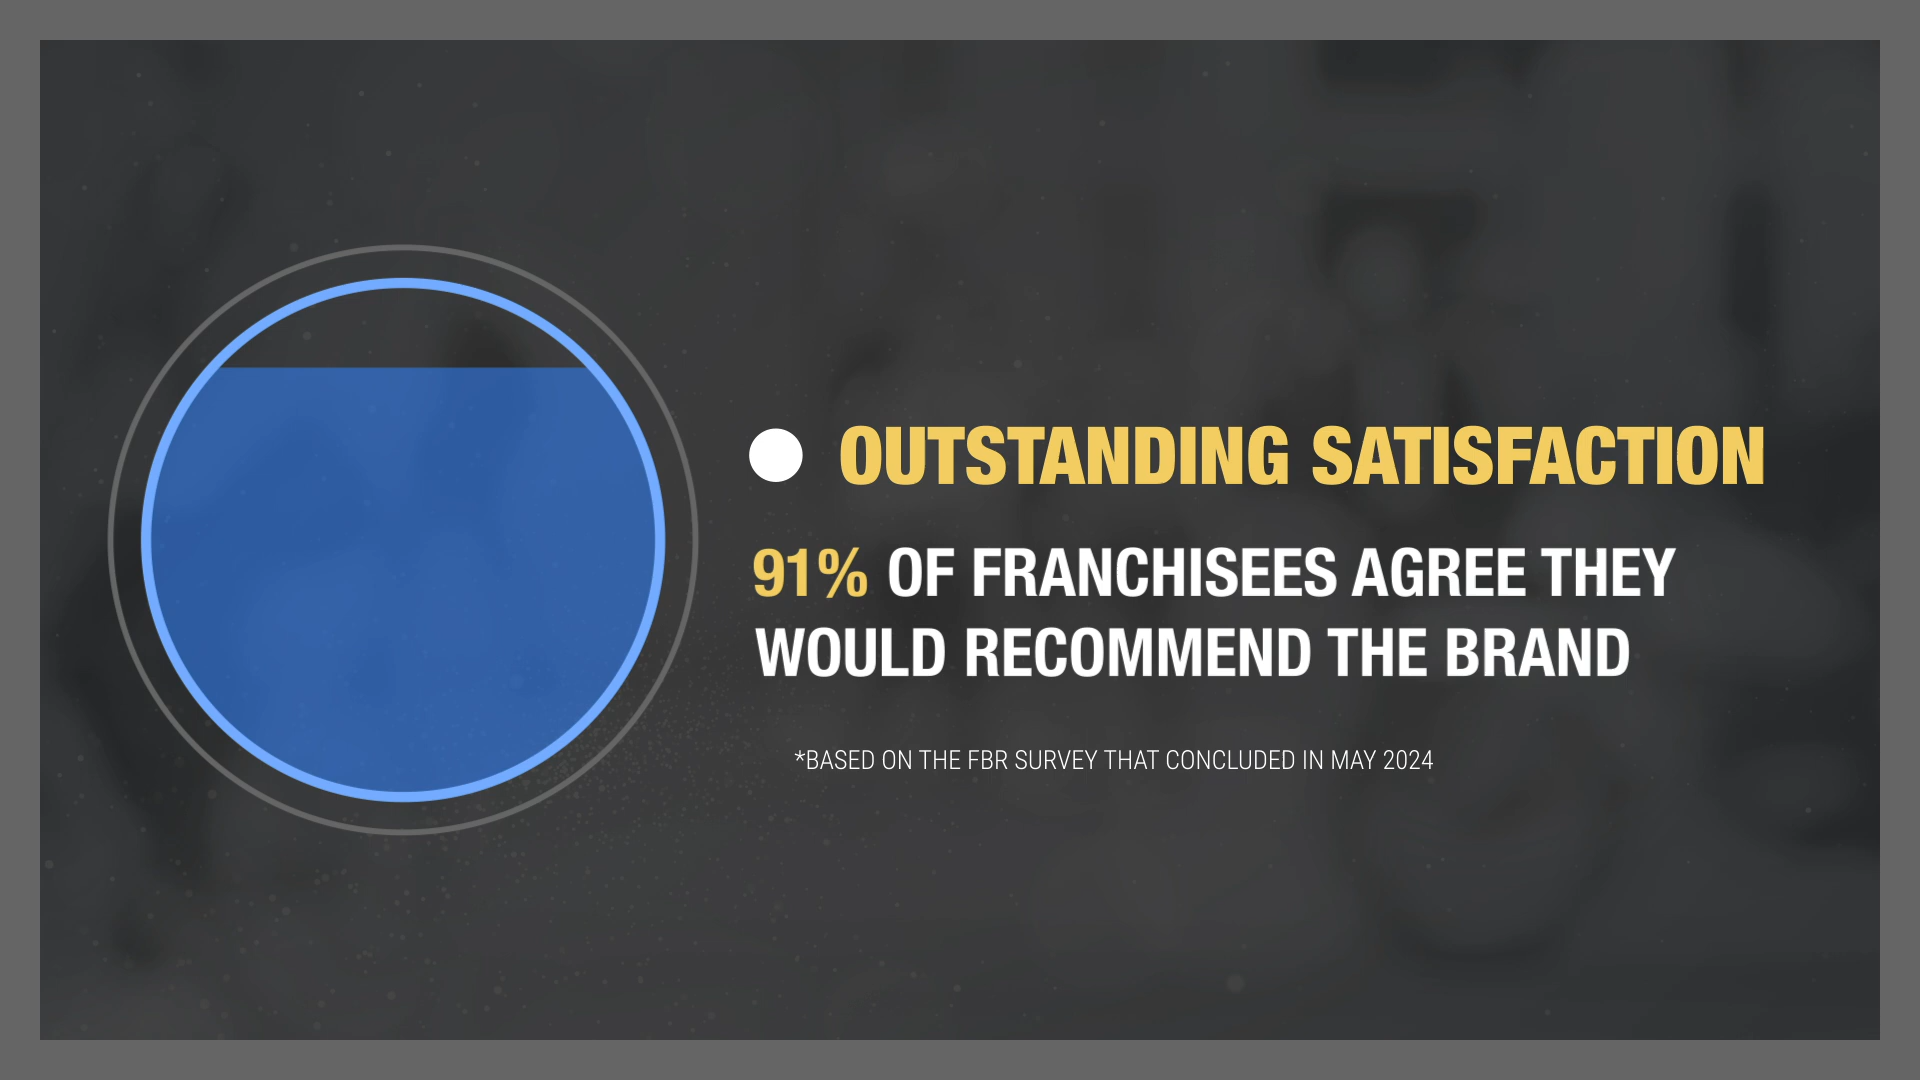 OUTSTANDING SATISFACTION
91% OF FRANCHISEES AGREE THEY
WOULD RECOMMEND THE BRAND
*BASED ON THE FBR SURVEY THAT CONCLUDED IN MAY 2024